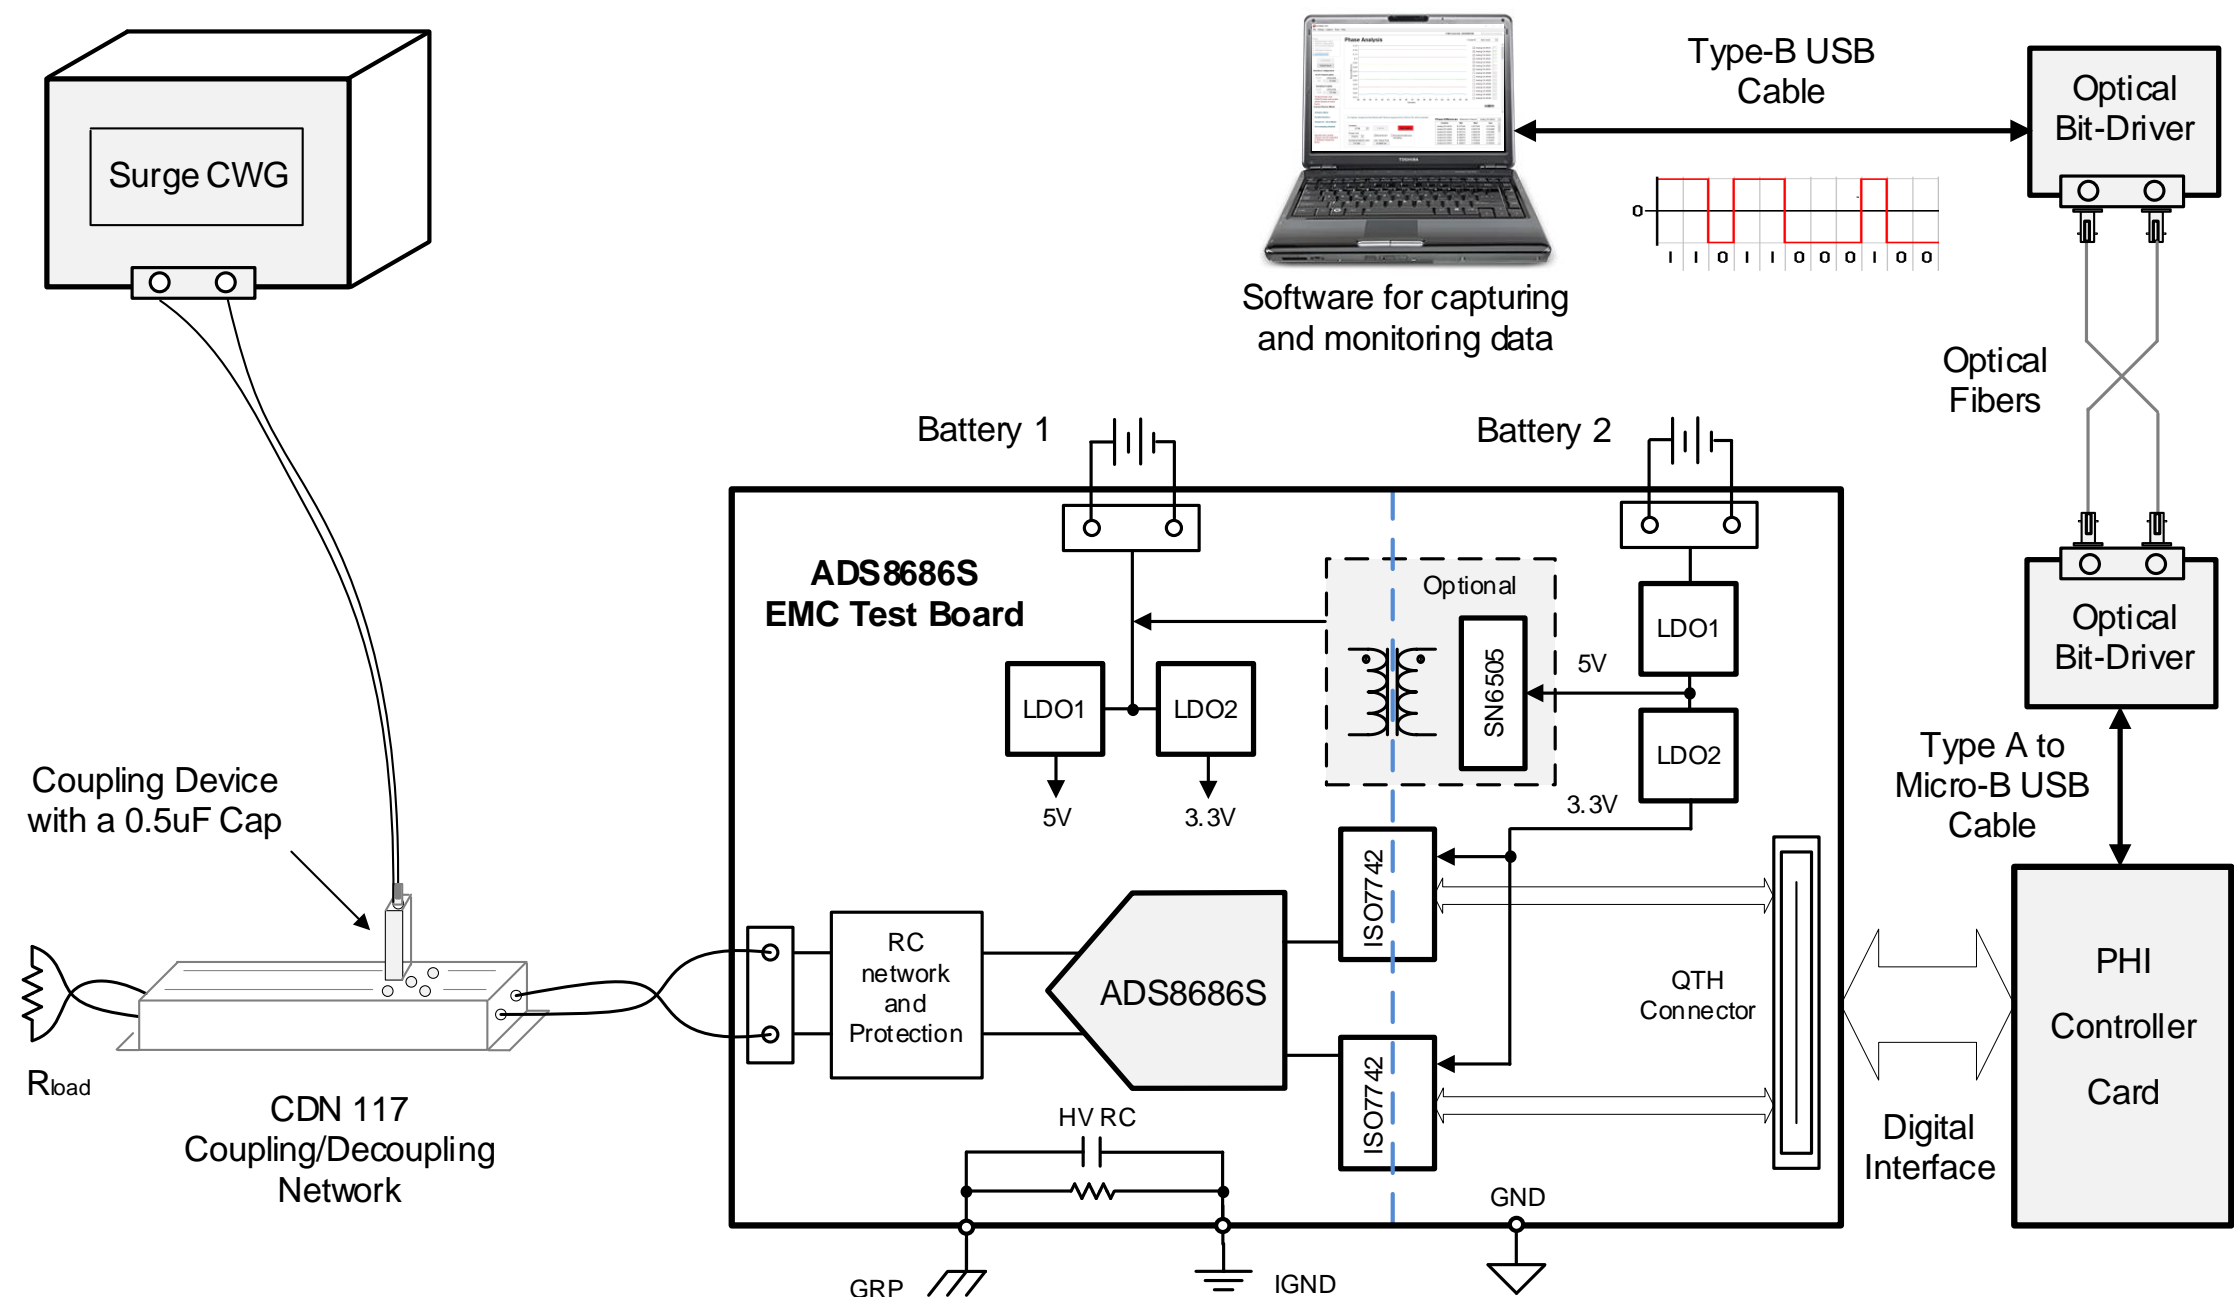 Surge CWG
Phase Analysis
TOSHIBA
Software for capturing
and monitoring data
Type-B USB
Cable
0
1 1 0 1 1 0 0 0 1 0 0
Optical
Bit-Driver
Optical
Fibers
Optical
Bit-Driver
Type A to
Micro-B USB
Cable
PHI
Controller
Card
Digital
Interface
Battery 1
Battery 2
ADS8686S
EMC Test Board
Optional
SN6505
LDO1
LDO2
5V
3.3V
LDO1
LDO2
5V
3.3V
ISO7742
ISO7742
QTH
Connector
RC
network
and
Protection
ADS8686S
HV RC
GRP
IGND
GND
Coupling Device
with a 0.5uF Cap
Rload
CDN 117
Coupling/Decoupling
Network